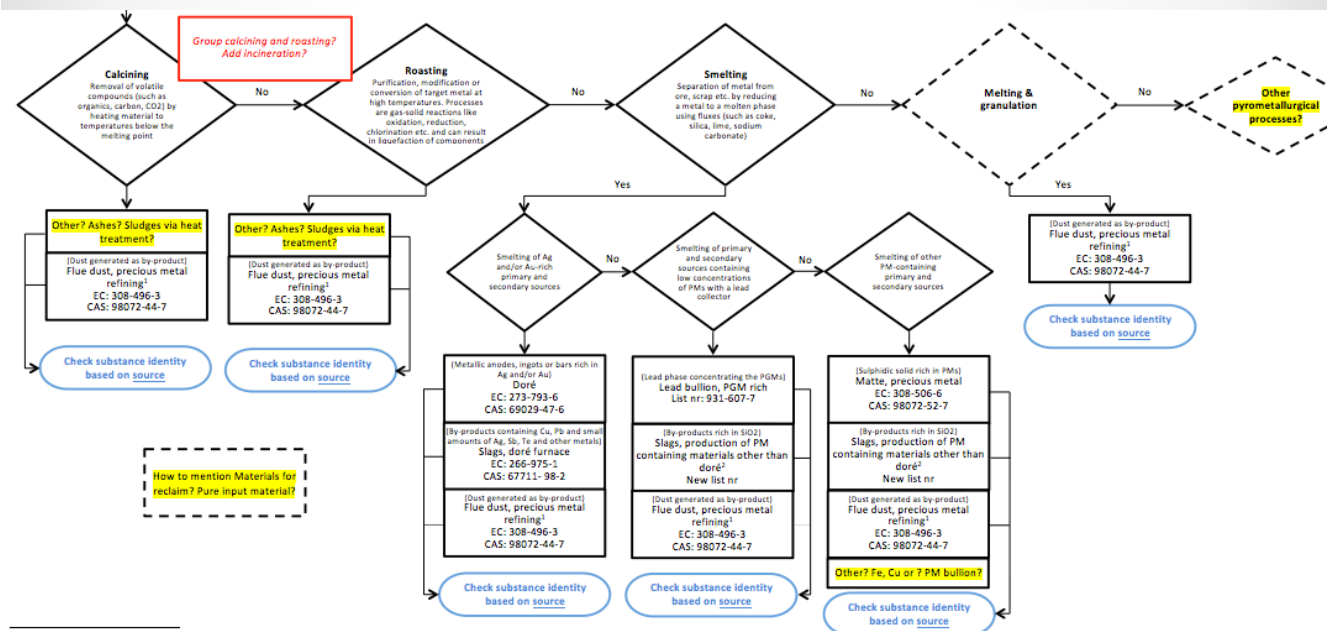 Group calcining and roasting?
Add incineration?
Calcining
Removal of volatile
compounds (such as
organics, carbon, CO2) by
heating material to
temperatures below the
melting point
No
Roasting
Purification, modification or
conversion of target metal at
high temperatures. Processes
are gas-solid reactions like
oxidation, reduction,
chlorination etc. and can result
in liquefaction of components
No
Smelting
Separation of metal from
ore, scrap etc. by reducing
a metal to a molten phase
using fluxes (such as coke,
silica, lime, sodium
carbonate)
No
Melting &
granulation
No
Other
pyrometallurgical
processes?
Yes
Yes
Other? Ashes? Sludges via heat
treatment?
(Dust generated as by-product)
Flue dust, precious metal
refining¹
EC: 308-496-3
CAS: 98072-44-7
Check substance identity
based on source
Other? Ashes? Sludges via heat
treatment?
(Dust generated as by-product)
Flue dust, precious metal
refining¹
EC: 308-496-3
CAS: 98072-44-7
Check substance identity
based on source
Smelting of Ag
and/or Au-rich
primary and
secondary sources
No
Smelting of primary
and secondary
sources containing
low concentrations
of PMs with a lead
collector
No
Smelting of other
PM-containing
primary and
secondary sources
(Dust generated as by-product)
Flue dust, precious metal
refining¹
EC: 308-496-3
CAS: 98072-44-7
Check substance identity
based on source
(Metallic anodes, ingots or bars rich in
Ag and/or Au)
Doré
EC: 273-793-6
CAS: 69029-47-6
(By-products containing Cu, Pb and small
amounts of Ag, Sb, Te and other metals)
Slags, doré furnace
EC: 266-975-1
CAS: 67711- 98-2
(Dust generated as by-product)
Flue dust, precious metal
refining¹
EC: 308-496-3
CAS: 98072-44-7
Check substance identity
based on source
(Lead phase concentrating the PGMs)
Lead bullion, PGM rich
List nr: 931-607-7
(By-products rich in SiO2)
Slags, production of PM
containing materials other than
doré²
New list nr
(Dust generated as by-product)
Flue dust, precious metal
refining¹
EC: 308-496-3
CAS: 98072-44-7
Check substance identity
based on source
(Sulphidic solid rich in PMs)
Matte, precious metal
EC: 308-506-6
CAS: 98072-52-7
(By-products rich in SiO2)
Slags, production of PM
containing materials other than
doré²
New list nr
(Dust generated as by-product)
Flue dust, precious metal
refining¹
EC: 308-496-3
CAS: 98072-44-7
Other? Fe, Cu or ? PM bullion?
Check substance identity
based on source
How to mention Materials for
reclaim? Pure input material?